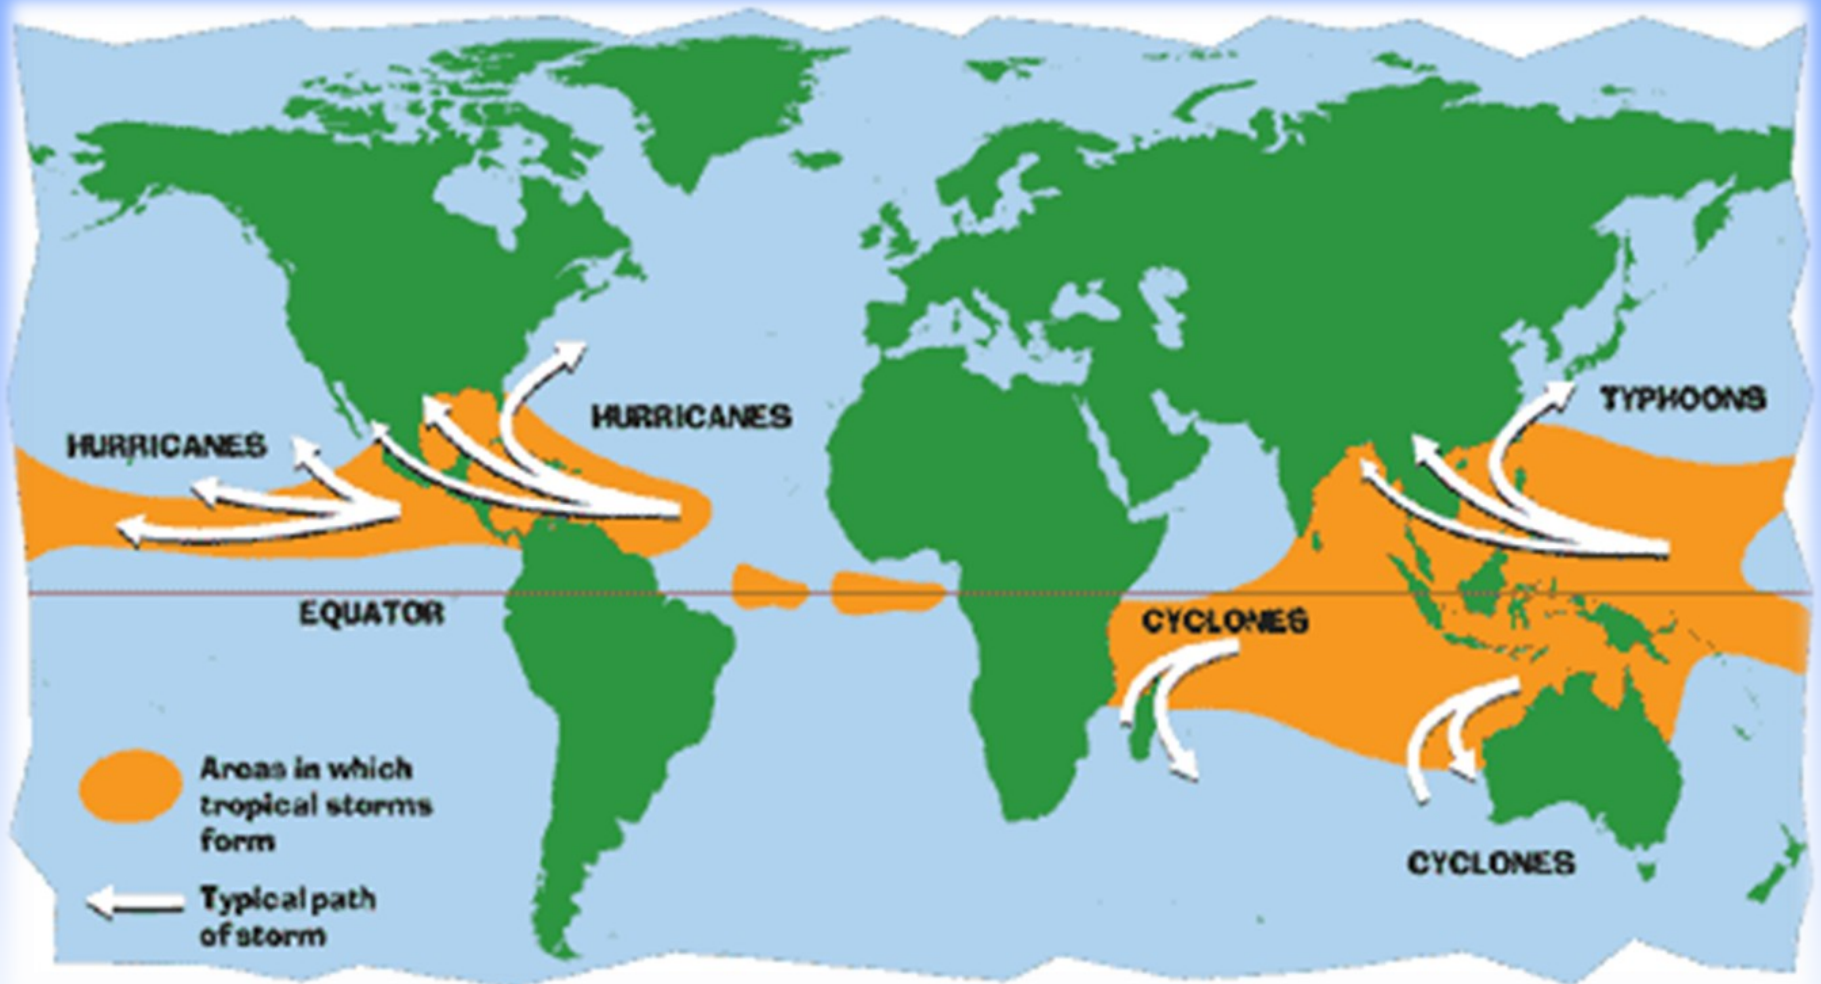 HURRICANES
HURRICANES
TYPHOONS
EQUATOR
CYCLONES
Areas in which
tropical storms
form
CYCLONES
Typical path
of storm